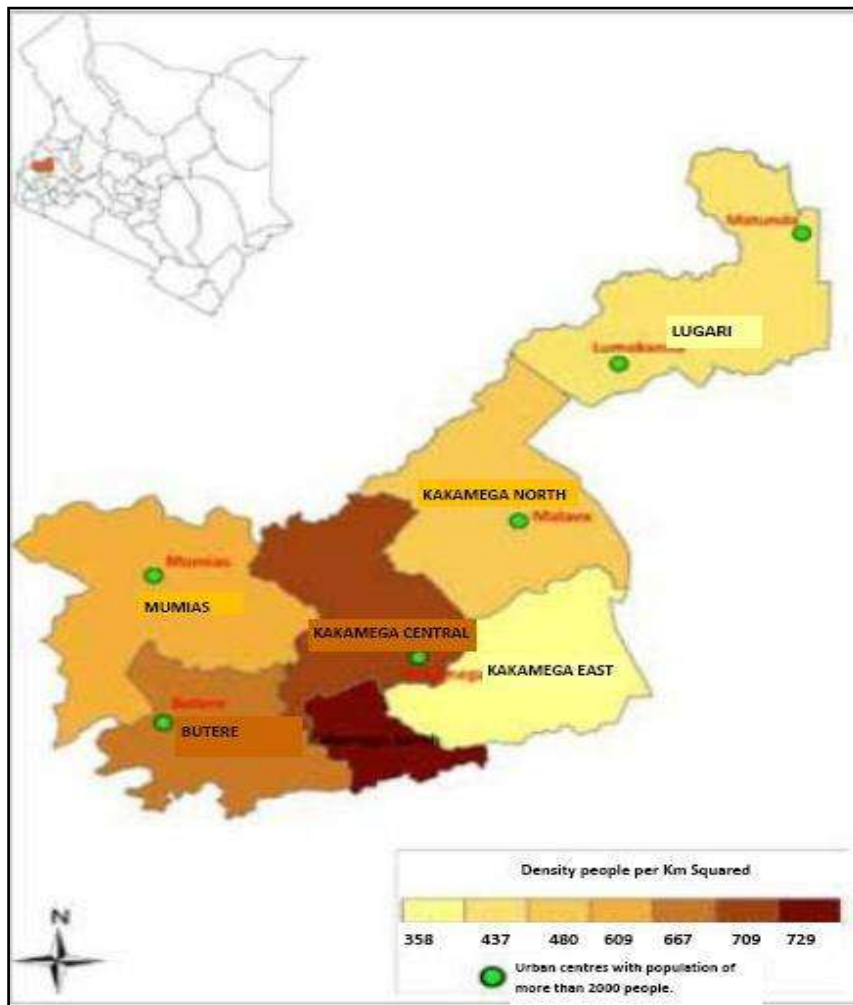 Matunda
LUGARI
KAKAMEGA NORTH
Malava
Mumias
MUMIAS
KAKAMEGA CENTRAL
KAKAMEGA EAST
Butere
BUTERE
Density people per Km Squared
358 437 480 609 667 709 729
N
Urban centres with population of
more than 2000 people.